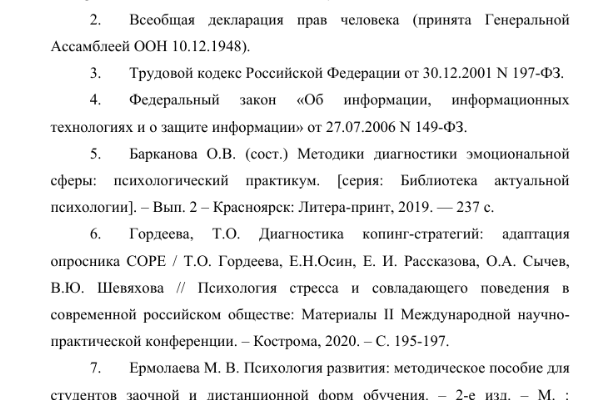 2. Всеобщая декларация прав человека (принята Генеральной
Ассамблеей ООН 10.12.1948).
3. Трудовой кодекс Российской Федерации от 30.12.2001 N 197-ФЗ.
4. Федеральный закон «Об информации, информационных
технологиях и о защите информации» от 27.07.2006 N 149-ФЗ.
5. Барканова О.В. (сост.) Методики диагностики эмоциональной
сферы: психологический практикум. [серия: Библиотека актуальной
психологии]. – Вып. 2 – Красноярск: Литера-принт, 2019. — 237 с.
6. Гордеева, Т.О. Диагностика копинг-стратегий: адаптация
опросника COPE / Т.О. Гордеева, Е.Н.Осин, Е. И. Рассказова, О.А. Сычев,
В.Ю. Шевяхова // Психология стресса и совладающего поведения в
современной российском обществе: Материалы II Международной научно-
практической конференции. – Кострома, 2020. – С. 195-197.
7. Ермолаева М. В. Психология развития: методическое пособие для
студентов заочной и дистанционной форм обучения. – 2-е изд. – М. :